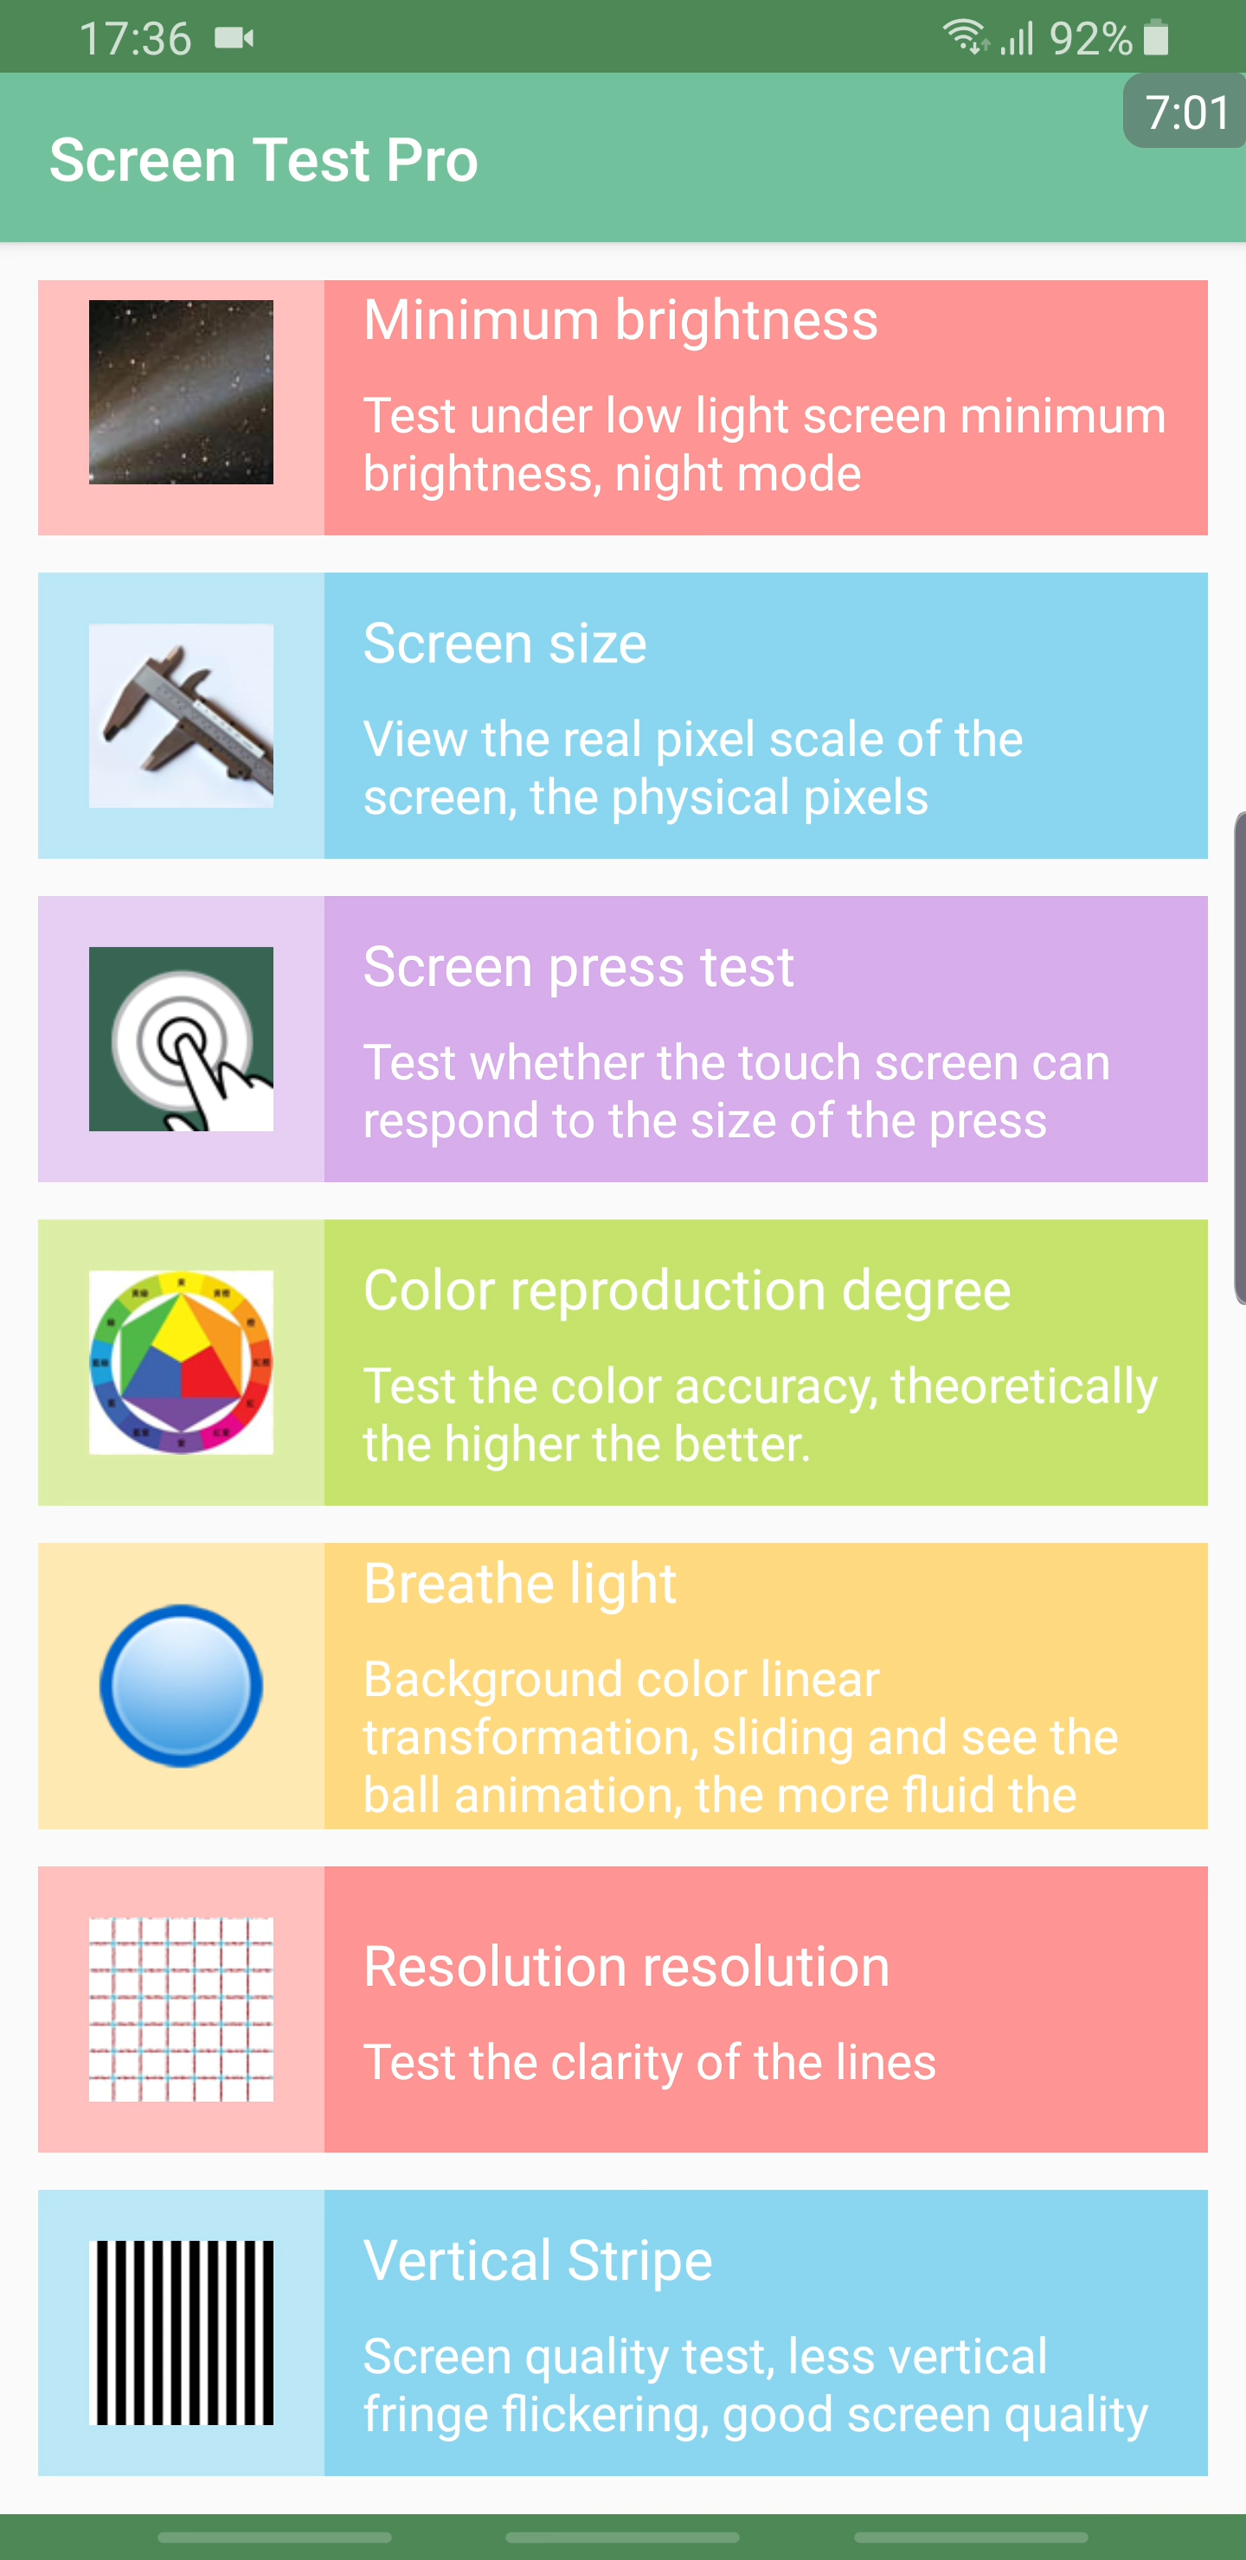 17:36
92%
7:01
Screen Test Pro
Minimum brightness
Test under low light screen minimum
brightness, night mode
Screen size
View the real pixel scale of the
screen, the physical pixels
Screen press test
Test whether the touch screen can
respond to the size of the press
Color reproduction degree
Test the color accuracy, theoretically
the higher the better.
Breathe light
Background color linear
transformation, sliding and see the
ball animation, the more fluid the
Resolution resolution
Test the clarity of the lines
Vertical Stripe
Screen quality test, less vertical
fringe flickering, good screen quality